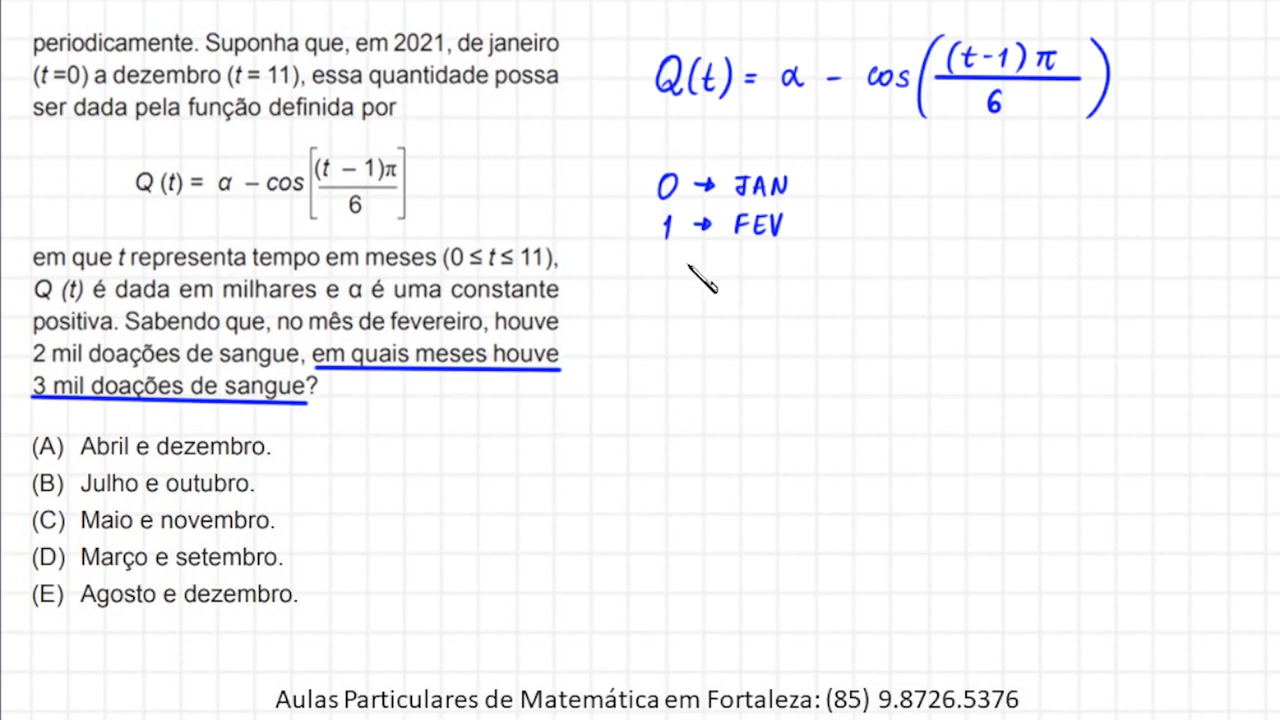 periodicamente. Suponha que, em 2021, de janeiro
(t =0) a dezembro (t = 11), essa quantidade possa
ser dada pela função definida por
Q (t) = α – cos[(t – 1)π/6]
em que t representa tempo em meses (0 ≤ t ≤ 11),
Q (t) é dada em milhares e α é uma constante
positiva. Sabendo que, no mês de fevereiro, houve
2 mil doações de sangue, em quais meses houve
3 mil doações de sangue?
(A) Abril e dezembro.
(B) Julho e outubro.
(C) Maio e novembro.
(D) Março e setembro.
(E) Agosto e dezembro.
Q(t) = α - cos((t-1)π/6)
0 → JAN
1 → FEV
Aulas Particulares de Matemática em Fortaleza: (85) 9.8726.5376